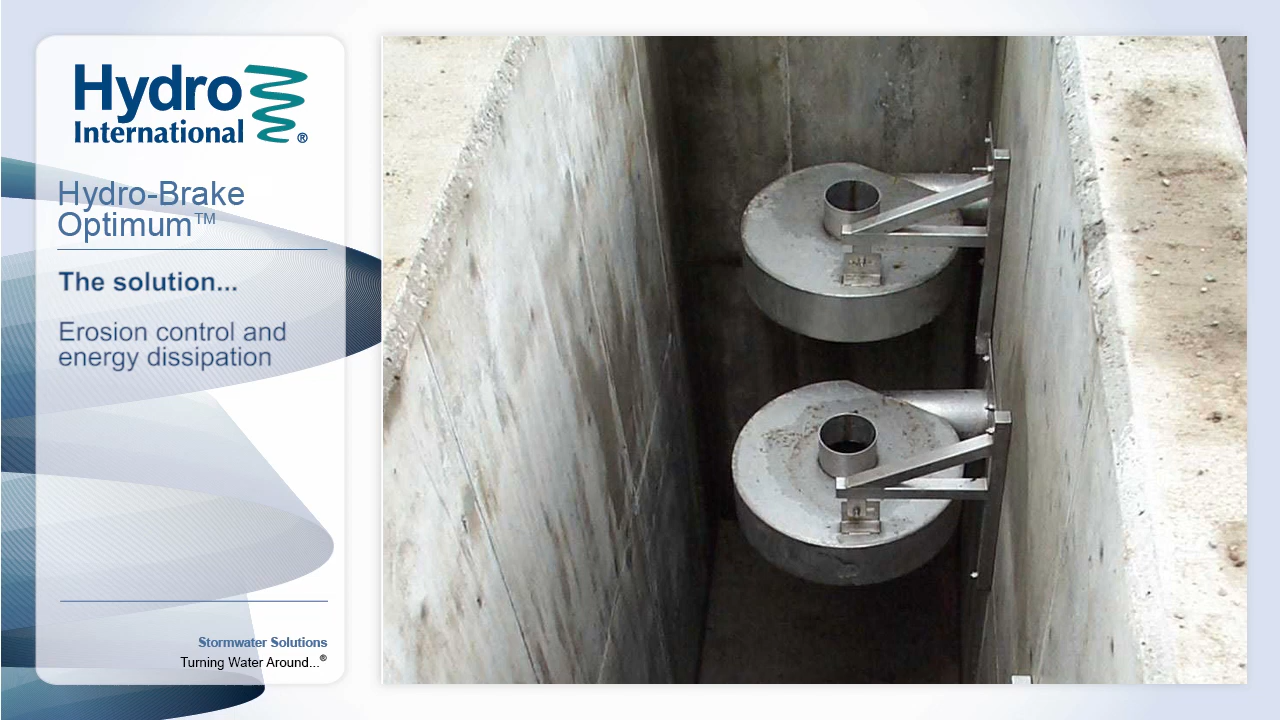 Hydro
International®
Hydro-Brake
Optimum™
The solution...
Erosion control and
energy dissipation
Stormwater Solutions
Turning Water Around...®